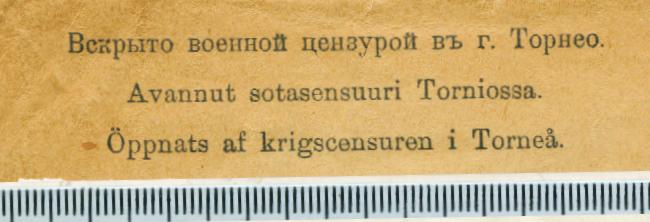 Вскрыто военной цензурой въ г. Торнео.
Avannut sotasensuuri Torniossa.
Öppnats af krigscensuren i Torneå.